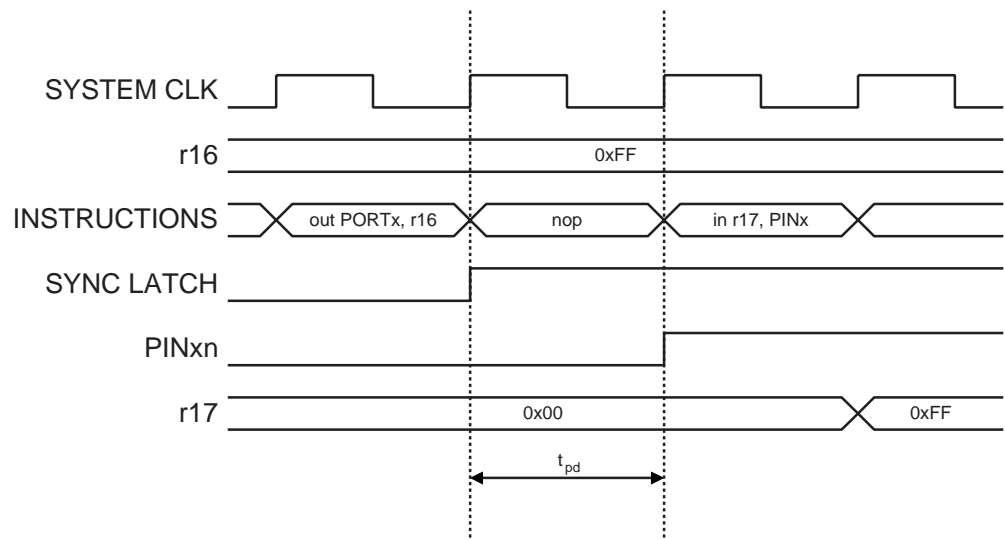 SYSTEM CLK
r16
0xFF
INSTRUCTIONS
out PORTx, r16
nop
in r17, PINx
SYNC LATCH
PINxn
r17
0x00
0xFF
tpd